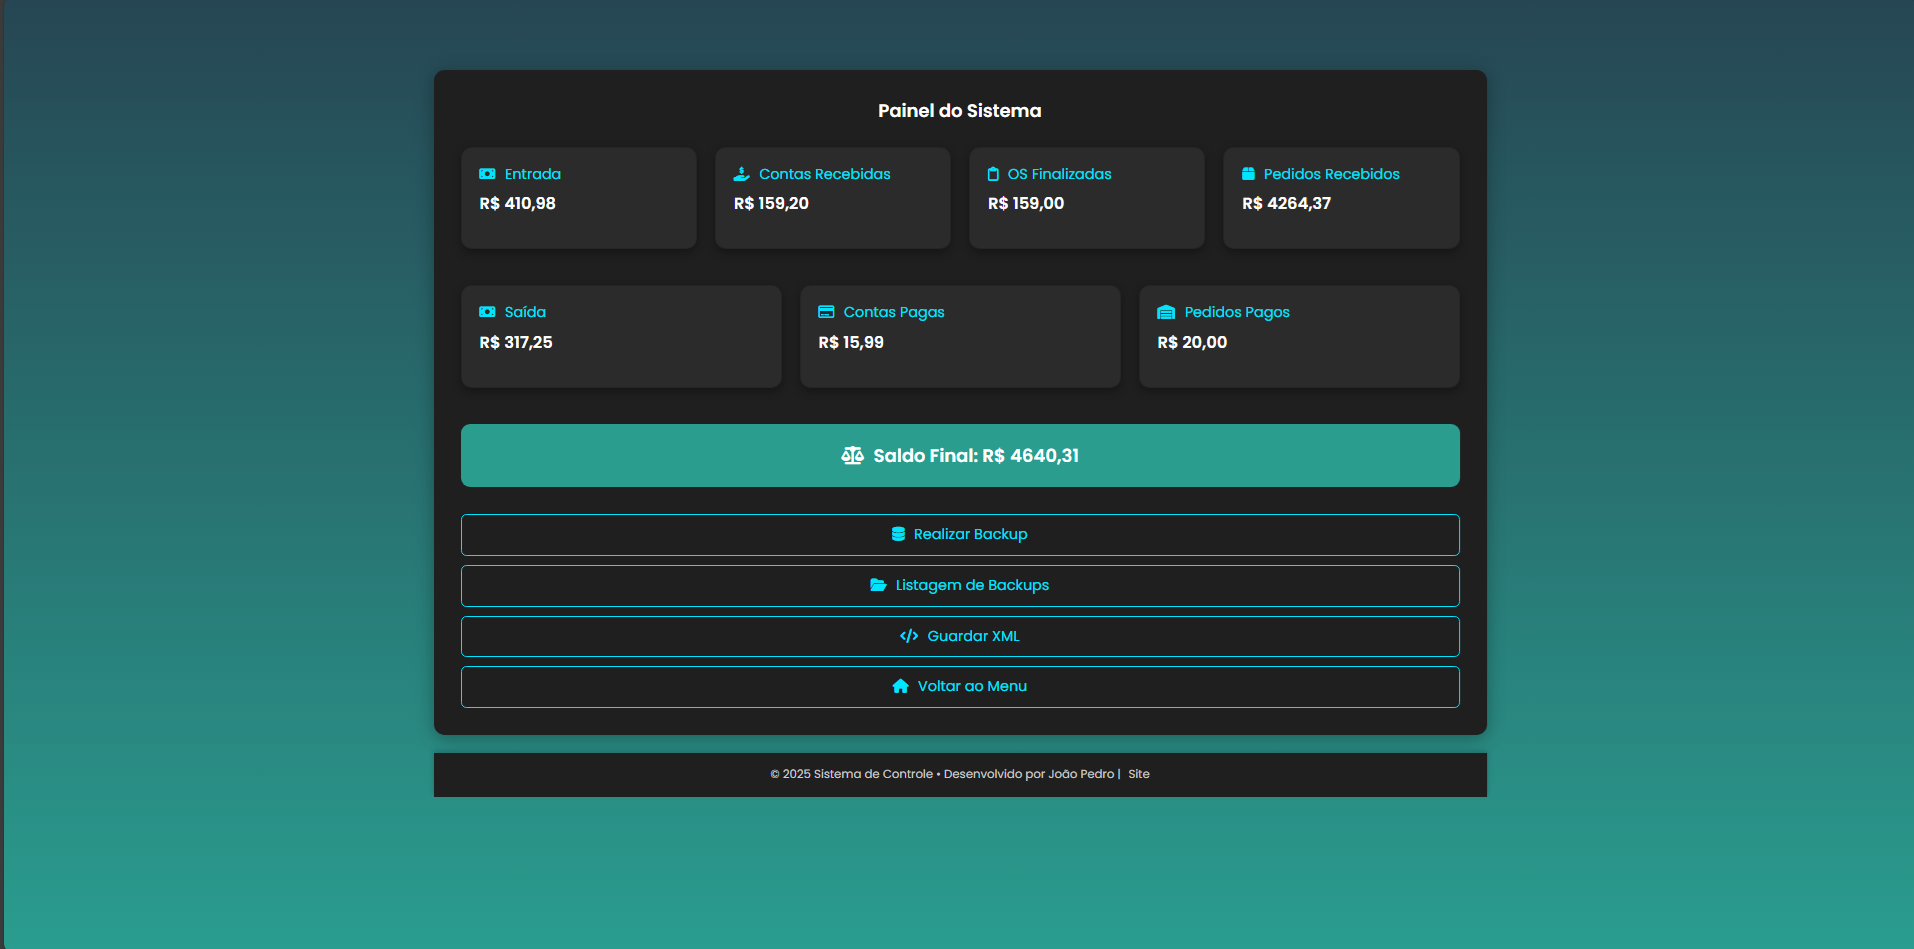 Painel do Sistema
Entrada
R$ 410,98
Contas Recebidas
R$ 159,20
OS Finalizadas
R$ 159,00
Pedidos Recebidos
R$ 4264,37
Saída
R$ 317,25
Contas Pagas
R$ 15,99
Pedidos Pagos
R$ 20,00
Saldo Final: R$ 4640,31
Realizar Backup
Listagem de Backups
Guardar XML
Voltar ao Menu
© 2025 Sistema de Controle • Desenvolvido por João Pedro | Site